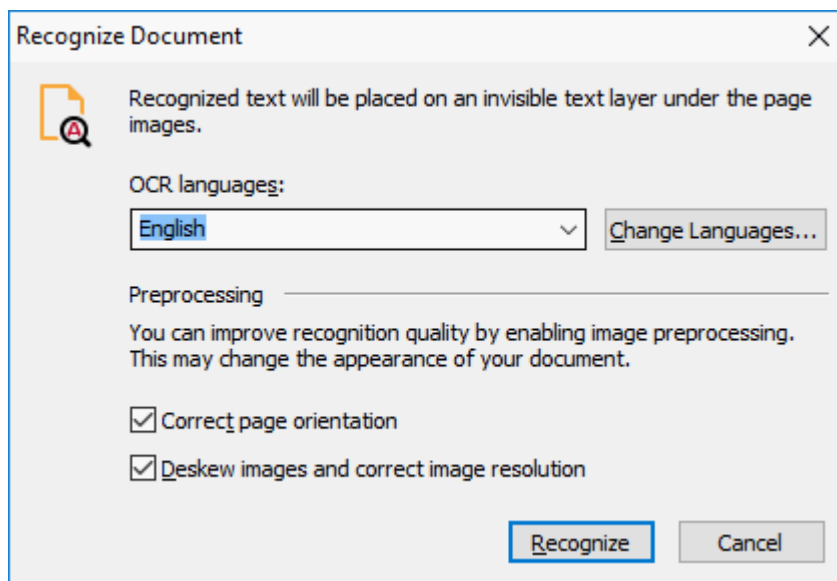 Recognize Document
Recognized text will be placed on an invisible text layer under the page
images.
A
OCR languages:
English
Change Languages...
Preprocessing
You can improve recognition quality by enabling image preprocessing.
This may change the appearance of your document.
Correct page orientation
Deskew images and correct image resolution
Recognize
Cancel